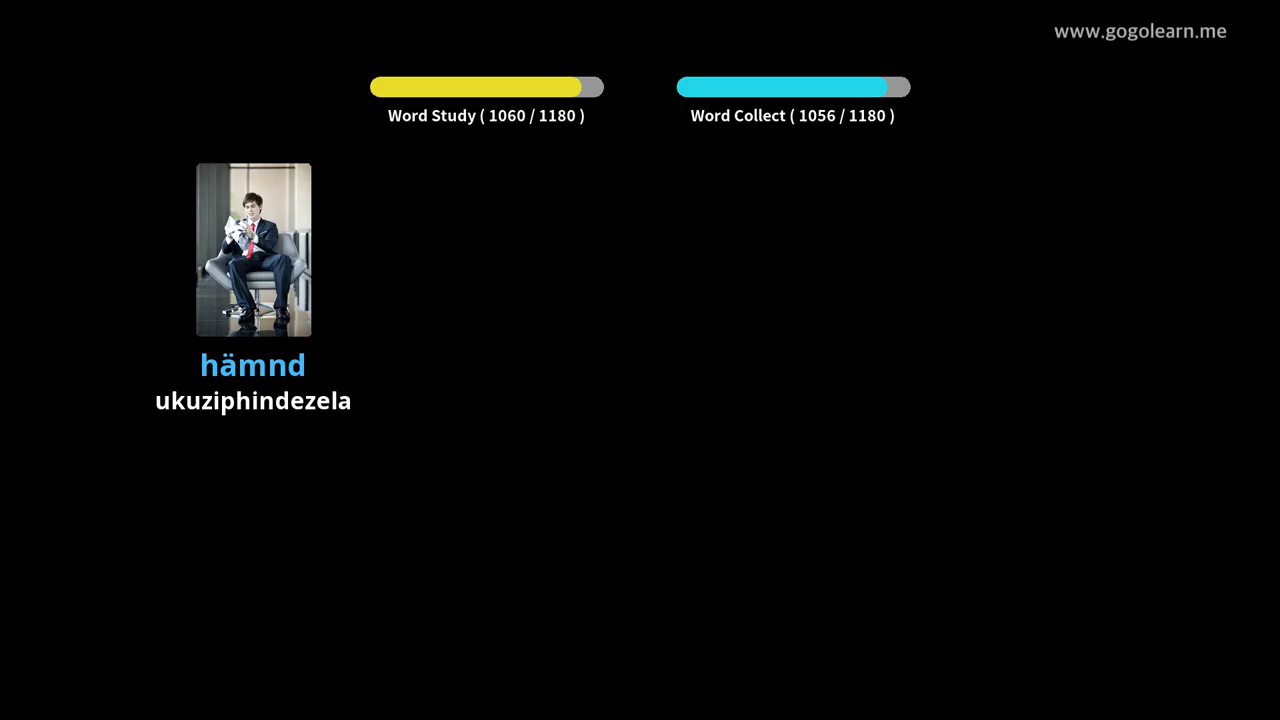 www.gogolearn.me
Word Study ( 1060 / 1180 )
Word Collect ( 1056 / 1180 )
hämnd
ukuziphindezela